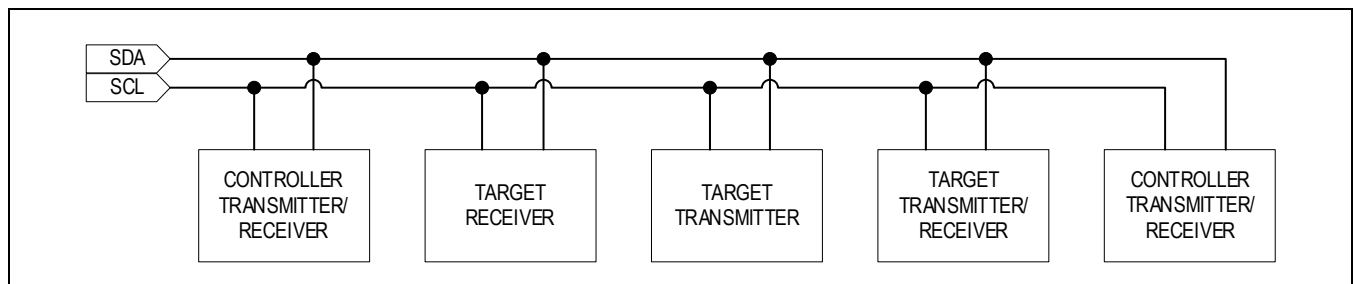 SDA
SCL
CONTROLLER
TRANSMITTER/
RECEIVER
TARGET
RECEIVER
TARGET
TRANSMITTER
TARGET
TRANSMITTER/
RECEIVER
CONTROLLER
TRANSMITTER/
RECEIVER